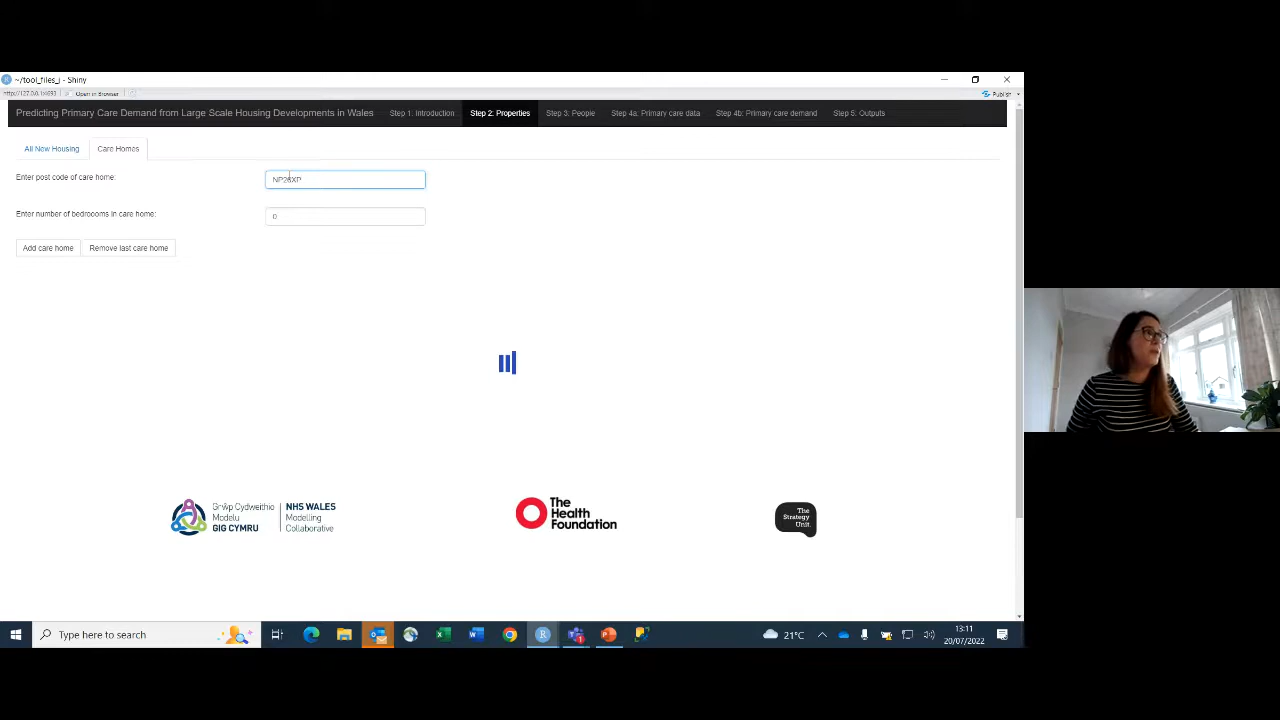 ~/tool_files_i - Shiny
Open in Browser
Publish
Predicting Primary Care Demand from Large Scale Housing Developments in Wales
Step 1: Introduction
Step 2: Properties
Step 3: People
Step 4a: Primary care data
Step 4b: Primary care demand
Step 5: Outputs
All New Housing
Care Homes
Enter post code of care home:
Enter number of bedrooms in care home:
0
Add care home
Remove last care home
Grŵp Cydweithio
Modelu
GIG CYMRU
NHS WALES
Modelling
Collaborative
The
Health
Foundation
The
Strategy
Unit.
Type here to search
21°C
13:11
20/07/2022